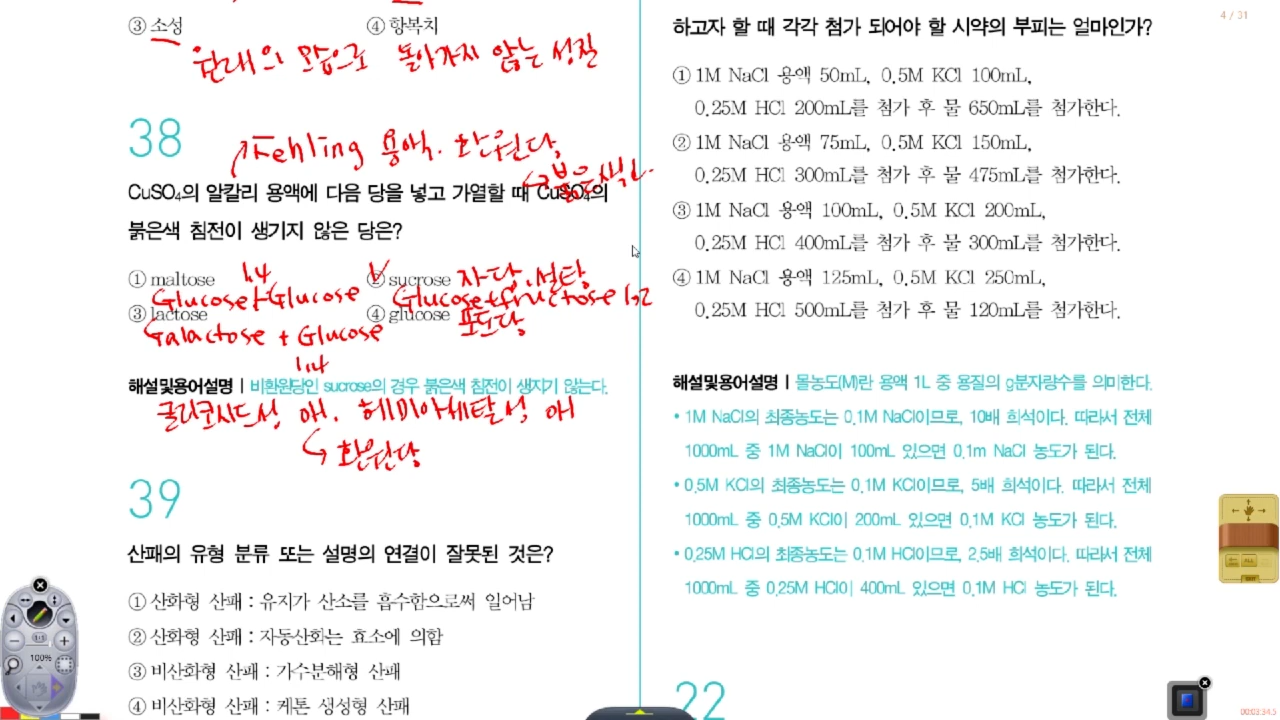 ③ 소성 ④ 항복치
원래의 모습으로 돌아가지 않는 성질
38
Fehling 용액. 환원당
→ 붉은색
CuSO₄의 알칼리 용액에 다음 당을 넣고 가열할 때 CuSO₄의
붉은색 침전이 생기지 않은 당은?
① maltose 1,4 ② sucrose 자당, 설탕
Glucose+Glucose Glucose+fructose 1,2
③ lactose ④ glucose 포도당
Galactose + Glucose
1,4
해설및용어설명 | 비환원당인 sucrose의 경우 붉은색 침전이 생지기 않는다.
글리코시드성 OH. 헤미아세탈성 OH
↳ 환원당
39
산패의 유형 분류 또는 설명의 연결이 잘못된 것은?
① 산화형 산패 : 유지가 산소를 흡수함으로써 일어남
② 산화형 산패 : 자동산화는 효소에 의함
③ 비산화형 산패 : 가수분해형 산패
④ 비산화형 산패 : 케톤 생성형 산패
100%
하고자 할 때 각각 첨가 되어야 할 시약의 부피는 얼마인가?
4 / 31
① 1M NaCl 용액 50mL, 0.5M KCl 100mL,
0.25M HCl 200mL를 첨가 후 물 650mL를 첨가한다.
② 1M NaCl 용액 75mL, 0.5M KCl 150mL,
0.25M HCl 300mL를 첨가 후 물 475mL를 첨가한다.
③ 1M NaCl 용액 100mL, 0.5M KCl 200mL,
0.25M HCl 400mL를 첨가 후 물 300mL를 첨가한다.
④ 1M NaCl 용액 125mL, 0.5M KCl 250mL,
0.25M HCl 500mL를 첨가 후 물 120mL를 첨가한다.
해설및용어설명 | 몰농도(M)란 용액 1L 중 용질의 g분자량수를 의미한다.
• 1M NaCl의 최종농도는 0.1M NaCl이므로, 10배 희석이다. 따라서 전체
1000mL 중 1M NaCl이 100mL 있으면 0.1m NaCl 농도가 된다.
• 0.5M KCl의 최종농도는 0.1M KCl이므로, 5배 희석이다. 따라서 전체
1000mL 중 0.5M KCl이 200mL 있으면 0.1M KCl 농도가 된다.
• 0.25M HCl의 최종농도는 0.1M HCl이므로, 2.5배 희석이다. 따라서 전체
1000mL 중 0.25M HCl이 400mL 있으면 0.1M HCl 농도가 된다.
22
00:03:34.5